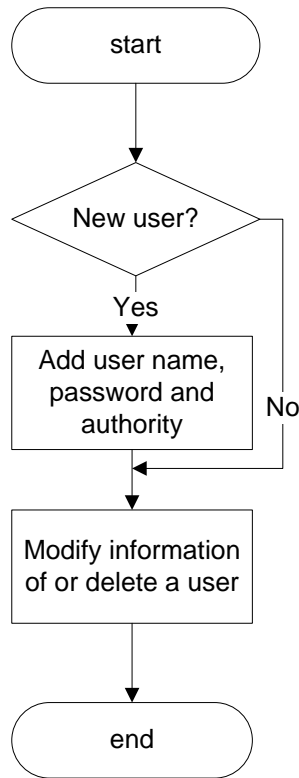 start
New user?
Yes
Add user name,
password and
authority
No
Modify information
of or delete a user
end